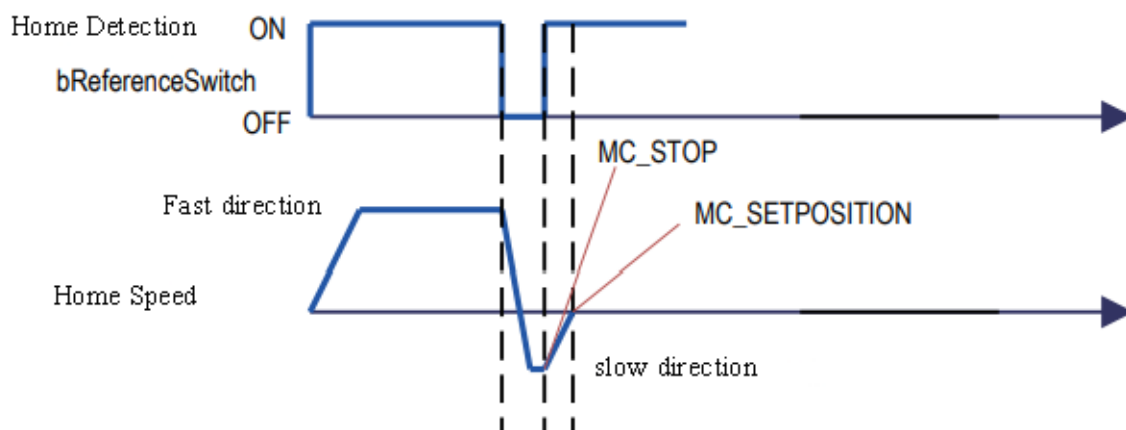 Home Detection
ON
bReferenceSwitch
OFF
MC_STOP
Fast direction
MC_SETPOSITION
Home Speed
slow direction